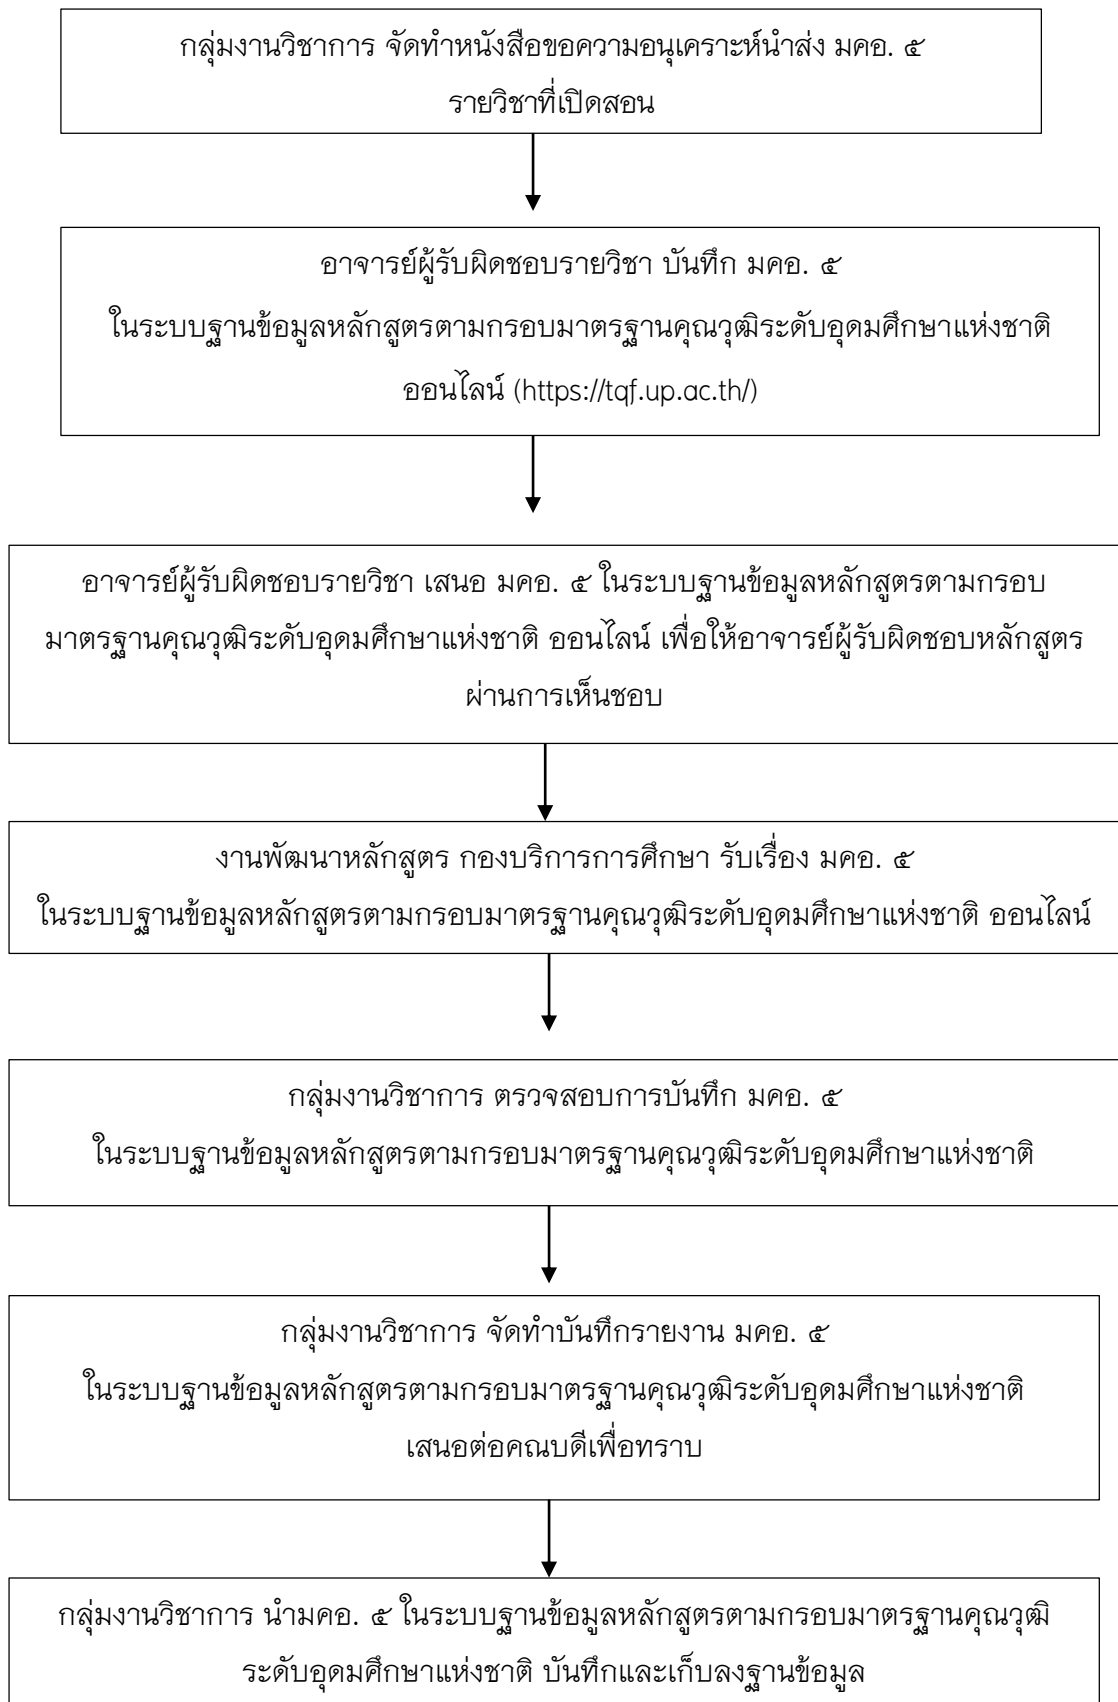 กลุ่มงานวิชาการ จัดทำหนังสือขอความอนุเคราะห์นำส่ง มคอ. ๕
รายวิชาที่เปิดสอน
อาจารย์ผู้รับผิดชอบรายวิชา บันทึก มคอ. ๕
ในระบบฐานข้อมูลหลักสูตรตามกรอบมาตรฐานคุณวุฒิระดับอุดมศึกษาแห่งชาติ
ออนไลน์ (https://tqf.up.ac.th/)
อาจารย์ผู้รับผิดชอบรายวิชา เสนอ มคอ. ๕ ในระบบฐานข้อมูลหลักสูตรตามกรอบ
มาตรฐานคุณวุฒิระดับอุดมศึกษาแห่งชาติ ออนไลน์ เพื่อให้อาจารย์ผู้รับผิดชอบหลักสูตร
ผ่านการเห็นชอบ
งานพัฒนาหลักสูตร กองบริการการศึกษา รับเรื่อง มคอ. ๕
ในระบบฐานข้อมูลหลักสูตรตามกรอบมาตรฐานคุณวุฒิระดับอุดมศึกษาแห่งชาติ ออนไลน์
กลุ่มงานวิชาการ ตรวจสอบการบันทึก มคอ. ๕
ในระบบฐานข้อมูลหลักสูตรตามกรอบมาตรฐานคุณวุฒิระดับอุดมศึกษาแห่งชาติ
กลุ่มงานวิชาการ จัดทำบันทึกรายงาน มคอ. ๕
ในระบบฐานข้อมูลหลักสูตรตามกรอบมาตรฐานคุณวุฒิระดับอุดมศึกษาแห่งชาติ
เสนอต่อคณบดีเพื่อทราบ
กลุ่มงานวิชาการ นำมคอ. ๕ ในระบบฐานข้อมูลหลักสูตรตามกรอบมาตรฐานคุณวุฒิ
ระดับอุดมศึกษาแห่งชาติ บันทึกและเก็บลงฐานข้อมูล